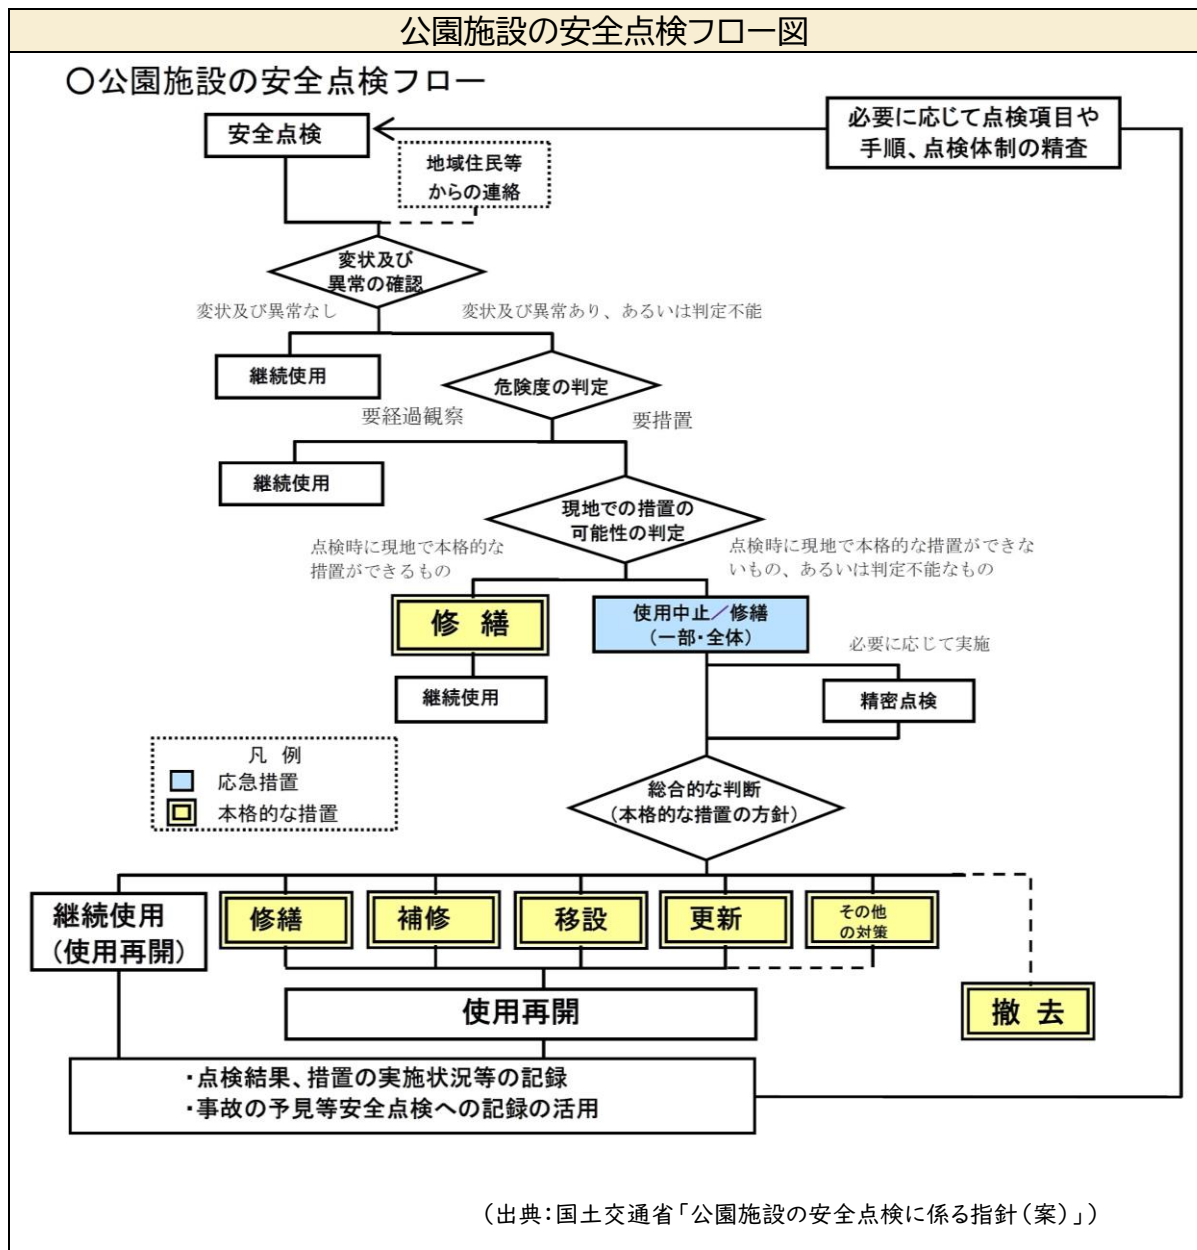 公園施設の安全点検フロー図
〇公園施設の安全点検フロー
安全点検
必要に応じて点検項目や
手順、点検体制の精査
地域住民等
からの連絡
変状及び
異常の確認
変状及び異常なし
変状及び異常あり、あるいは判定不能
継続使用
危険度の判定
要経過観察
要措置
継続使用
現地での措置の
可能性の判定
点検時に現地で本格的な
措置ができるもの
点検時に現地で本格的な措置ができな
いもの、あるいは判定不能なもの
修 繕
使用中止／修繕
(一部・全体)
必要に応じて実施
継続使用
精密点検
凡 例
応急措置
本格的な措置
総合的な判断
(本格的な措置の方針)
継続使用
(使用再開)
修繕
補修
移設
更新
その他
の対策
撤 去
使用再開
・点検結果、措置の実施状況等の記録
・事故の予見等安全点検への記録の活用
（出典：国土交通省「公園施設の安全点検に係る指針（案）」）